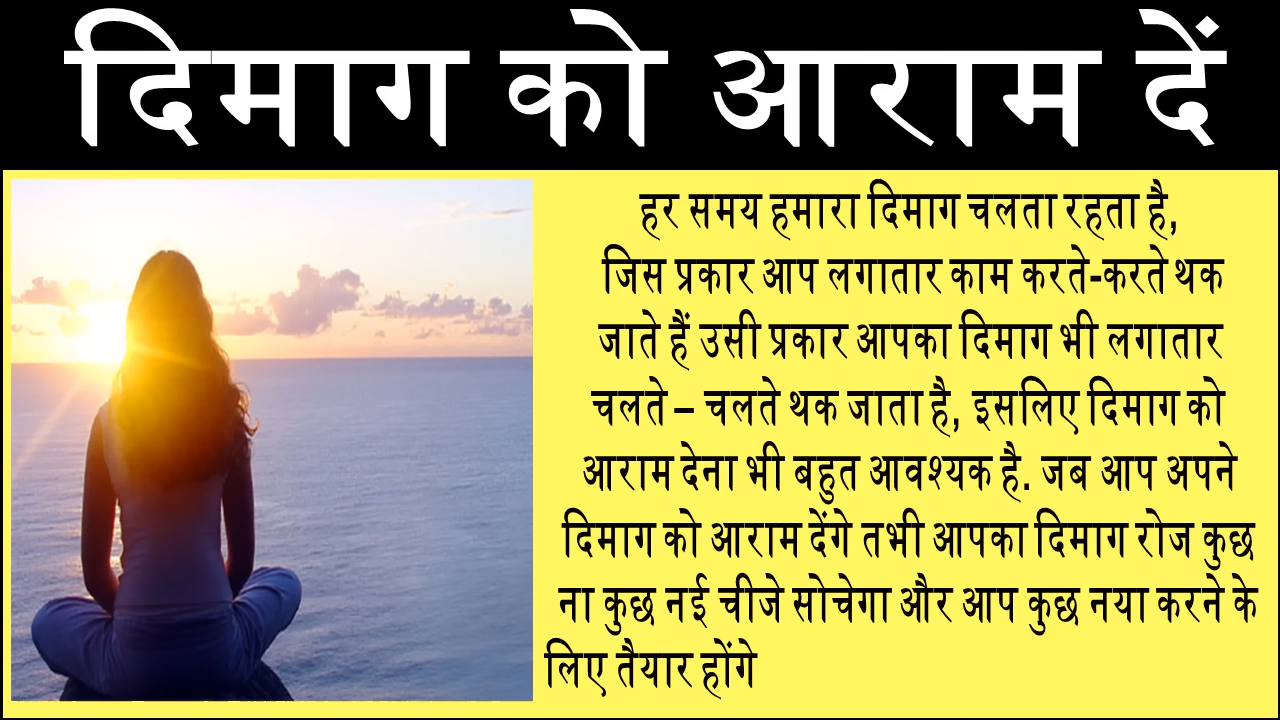 दिमाग को आराम दें
हर समय हमारा दिमाग चलता रहता है,
जिस प्रकार आप लगातार काम करते-करते थक
जाते हैं उसी प्रकार आपका दिमाग भी लगातार
चलते – चलते थक जाता है, इसलिए दिमाग को
आराम देना भी बहुत आवश्यक है. जब आप अपने
दिमाग को आराम देंगे तभी आपका दिमाग रोज कुछ
ना कुछ नई चीजे सोचेगा और आप कुछ नया करने के
लिए तैयार होंगे